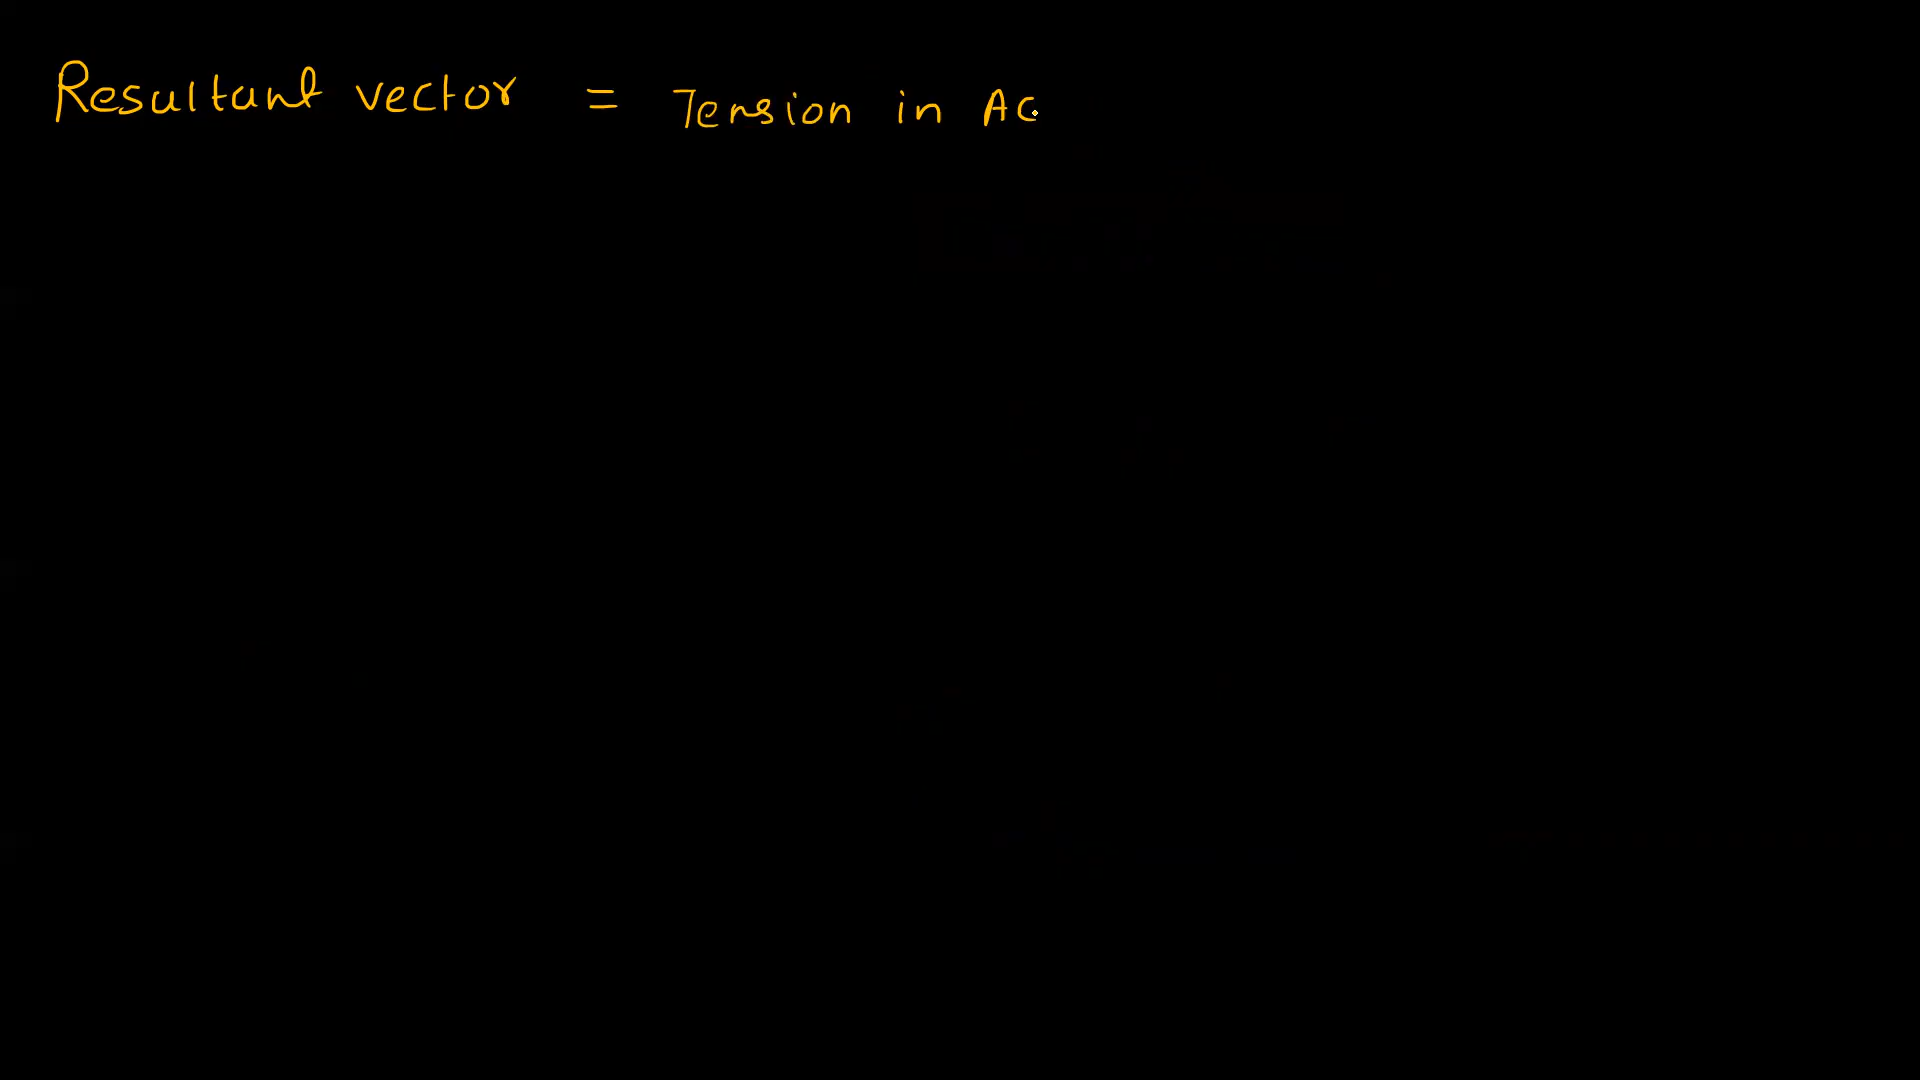 Resultant vector = Tension in AC